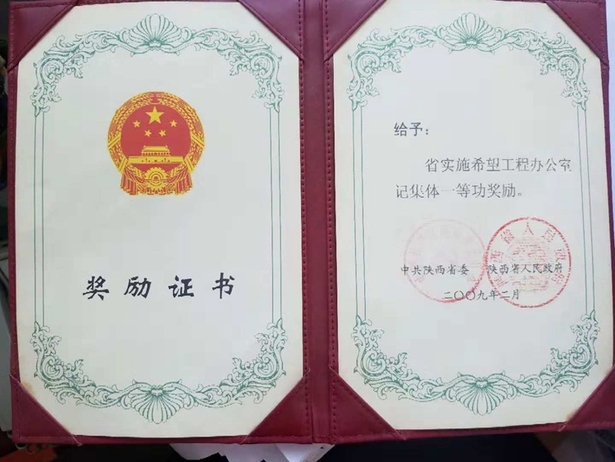 奖励证书
给予：
省实施希望工程办公室
记集体一等功奖励。
中共陕西省委 陕西省人民政府
二〇〇九年二月